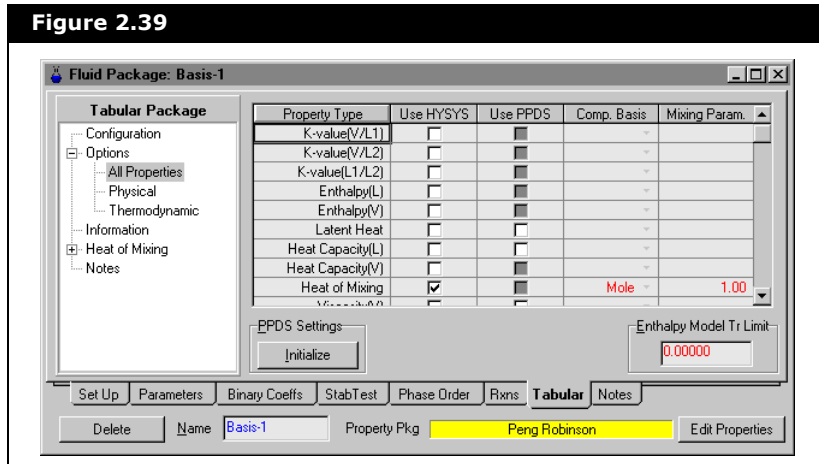 Figure 2.39
Fluid Package: Basis-1
Tabular Package
Configuration
Options
All Properties
Physical
Thermodynamic
Information
Heat of Mixing
Notes
Property Type Use HYSYS Use PPDS Comp. Basis Mixing Param.
K-value(V/L1)
K-value(V/L2)
K-value(L1/L2)
Enthalpy(L)
Enthalpy(V)
Latent Heat
Heat Capacity(L)
Heat Capacity(V)
Heat of Mixing Mole 1.00
PPDS Settings
Initialize
Enthalpy Model Tr Limit
0.00000
Set Up Parameters Binary Coeffs StabTest Phase Order Rxns Tabular Notes
Delete Name Basis-1 Property Pkg Peng Robinson Edit Properties